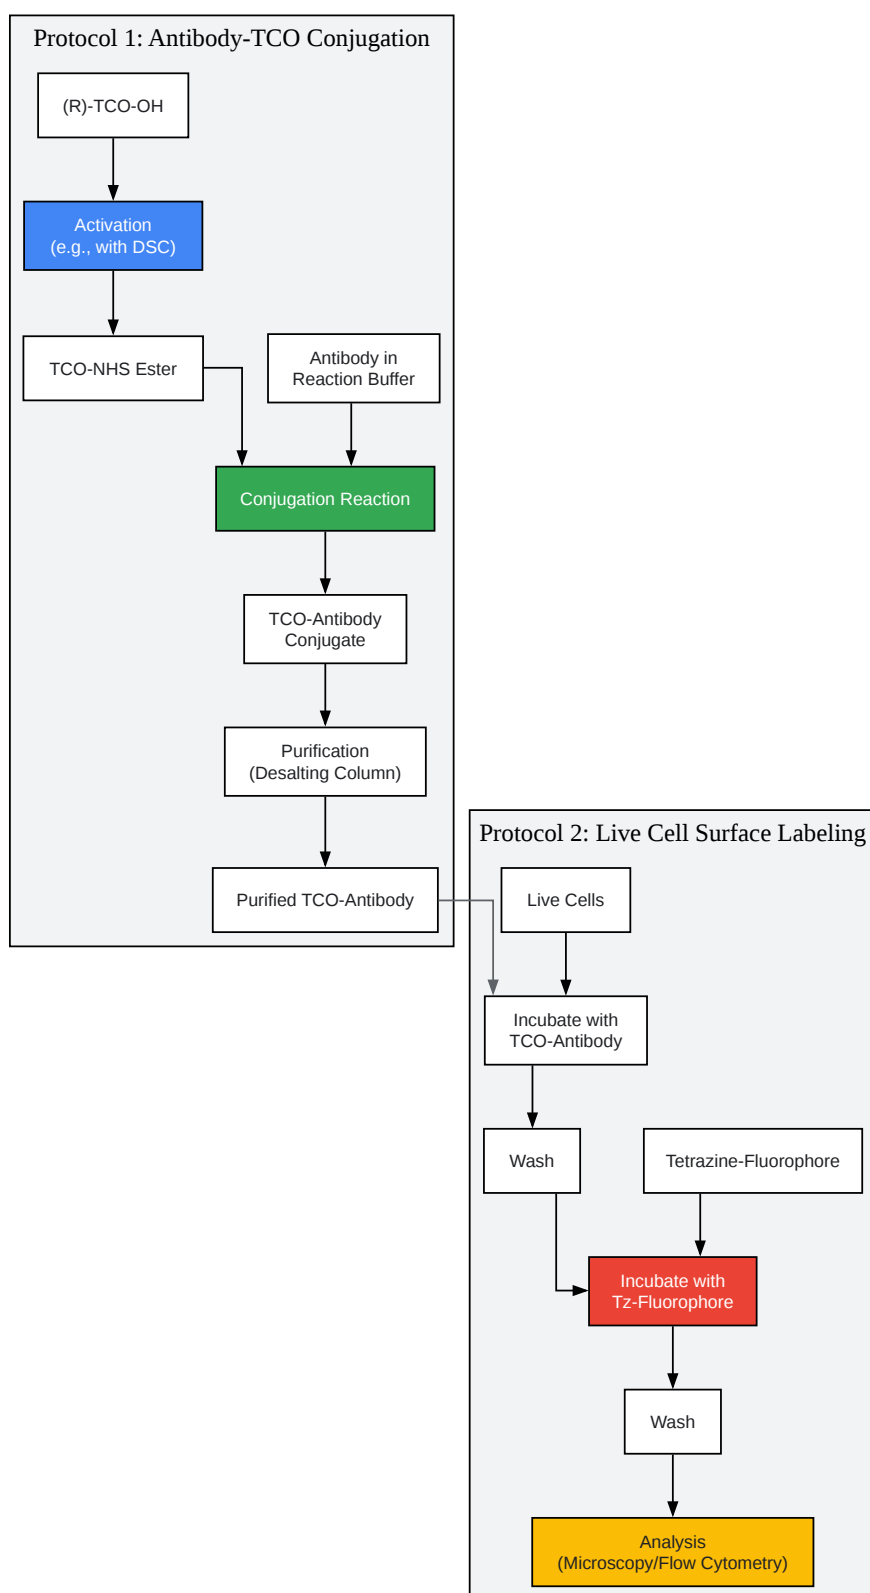 Protocol 1: Antibody-TCO Conjugation
(R)-TCO-OH
Activation
(e.g., with DSC)
TCO-NHS Ester
Antibody in
Reaction Buffer
Conjugation Reaction
TCO-Antibody
Conjugate
Purification
(Desalting Column)
Purified TCO-Antibody
Protocol 2: Live Cell Surface Labeling
Live Cells
Incubate with
TCO-Antibody
Wash
Tetrazine-Fluorophore
Incubate with
Tz-Fluorophore
Wash
Analysis
(Microscopy/Flow Cytometry)